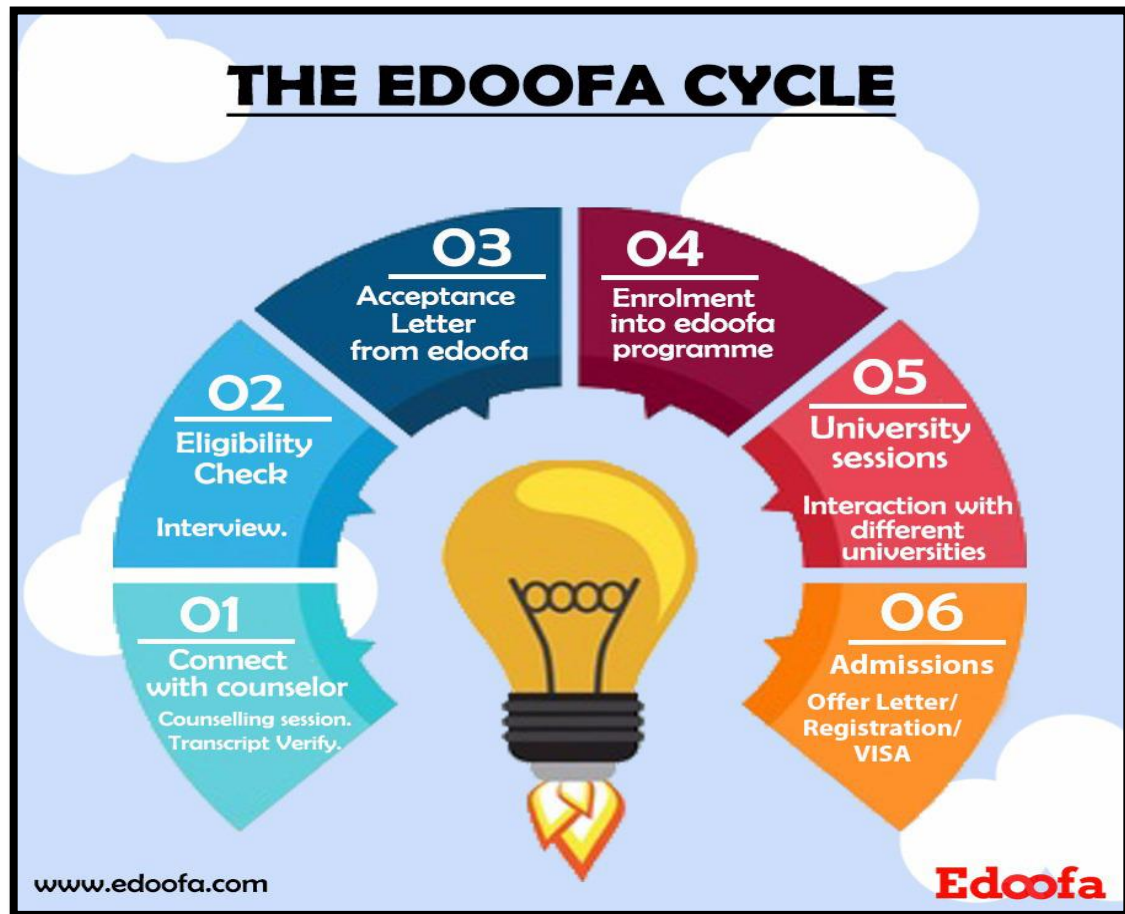 THE EDOOFA CYCLE
01
Connect
with counselor
Counselling session.
Transcript Verify.
02
Eligibility
Check
Interview.
03
Acceptance
Letter
from edoofa
04
Enrolment
into edoofa
programme
05
University
sessions
Interaction with
different
universities
06
Admissions
Offer Letter/
Registration/
VISA
www.edoofa.com
Edoofa